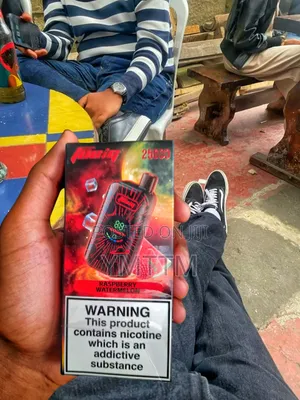 25000
RASPBERRY
WATERMELON
WARNING
This product
contains nicotine
which is an
addictive
substance